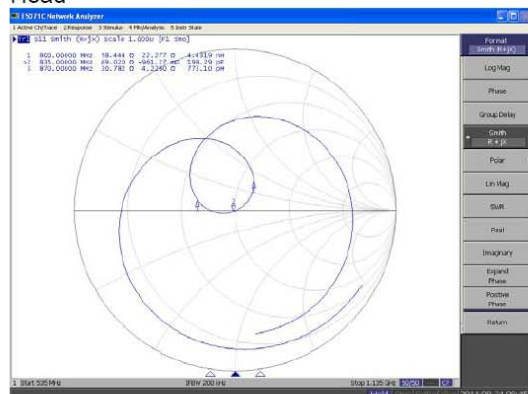 Head
E5071C Network Analyzer
1 Active Ch/Trace 2 Response 3 Stimulus 4 Mkr/Analysis 5 Instr State
Tr1 S11 Smith (R+jX) Scale 1.000U [F1 Smo]
1 800.00000 MHz 58.444 Ω 22.277 Ω 4.4319 nH
>2 835.00000 MHz 49.020 Ω -961.27 mΩ 198.29 pF
3 870.00000 MHz 30.782 Ω 4.2260 Ω 773.10 pH
Format
Smith (R+jX)
Log Mag
Phase
Group Delay
Smith
R + jX
Polar
Lin Mag
SWR
Real
Imaginary
Expand
Phase
Positive
Phase
Return
1 Start 535 MHz
IFBW 200 kHz
Stop 1.135 GHz